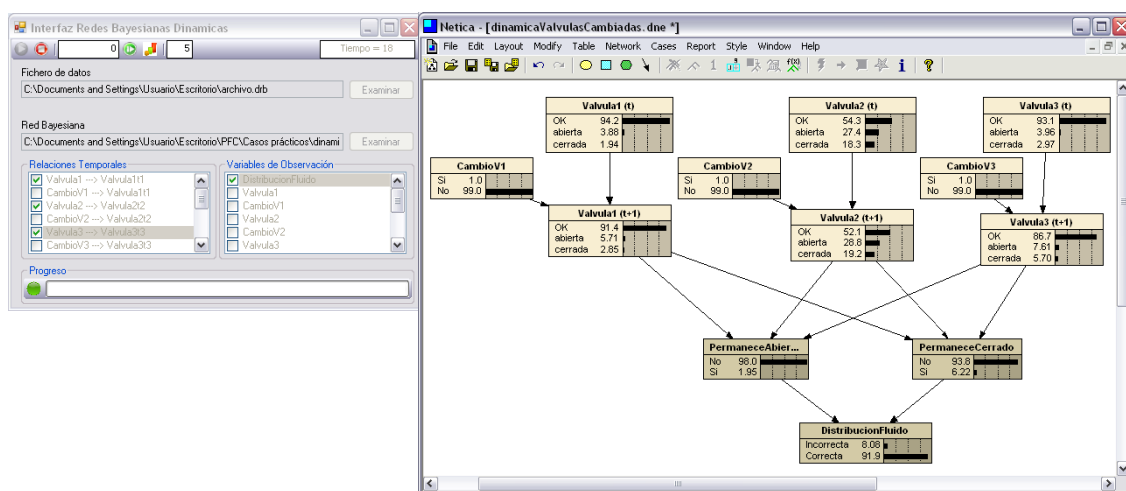 Interfaz Redes Bayesianas Dinamicas
0
5
Tiempo = 18
Fichero de datos
C:\Documents and Settings\Usuario\Escritorio\archivo.drb
Examinar
Red Bayesiana
C:\Documents and Settings\Usuario\Escritorio\PFC\Casos prácticos\dinami
Examinar
Relaciones Temporales
Valvula1 ---> Valvula1t1
CambioV1 ---> Valvula1t1
Valvula2 ---> Valvula2t2
CambioV2 ---> Valvula2t2
Valvula3 ---> Valvula3t3
CambioV3 ---> Valvula3t3
Variables de Observación
DistribucionFluido
Valvula1
CambioV1
Valvula2
CambioV2
Valvula3
Progreso
Netica - [dinamicaValvulasCambiadas.dne *]
File Edit Layout Modify Table Network Cases Report Style Window Help
1
f(x)
i
?
Valvula1 (t)
OK 94.2
abierta 3.88
cerrada 1.94
Valvula2 (t)
OK 54.3
abierta 27.4
cerrada 18.3
Valvula3 (t)
OK 93.1
abierta 3.96
cerrada 2.97
CambioV1
Si 1.0
No 99.0
CambioV2
Si 1.0
No 99.0
CambioV3
Si 1.0
No 99.0
Valvula1 (t+1)
OK 91.4
abierta 5.71
cerrada 2.85
Valvula2 (t+1)
OK 52.1
abierta 28.8
cerrada 19.2
Valvula3 (t+1)
OK 86.7
abierta 7.61
cerrada 5.70
PermaneceAbier...
No 98.0
Si 1.95
PermaneceCerrado
No 93.8
Si 6.22
DistribucionFluido
Incorrecta 8.08
Correcta 91.9